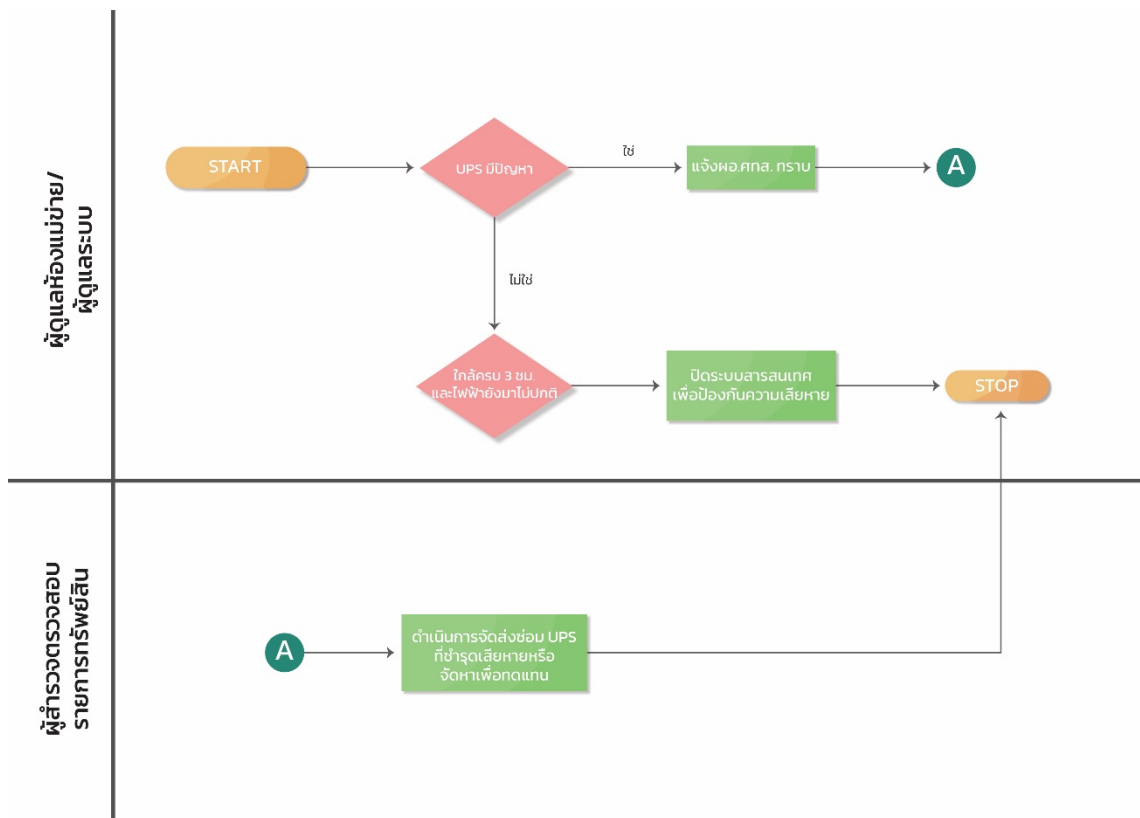 ผู้ดูแลห้องแม่ข่าย/
ผู้ดูแลระบบ
START
UPS มีปัญหา
ใช่
แจ้งผอ.ศทส. ทราบ
A
ไม่ใช่
ใกล้ครบ 3 ชม.
และไฟฟ้ายังมาไม่ปกติ
ปิดระบบสารสนเทศ
เพื่อป้องกันความเสียหาย
STOP
ผู้สำรวจตรวจสอบ
รายการทรัพย์สิน
A
ดำเนินการจัดส่งซ่อม UPS
ที่ชำรุดเสียหายหรือ
จัดหาเพื่อทดแทน